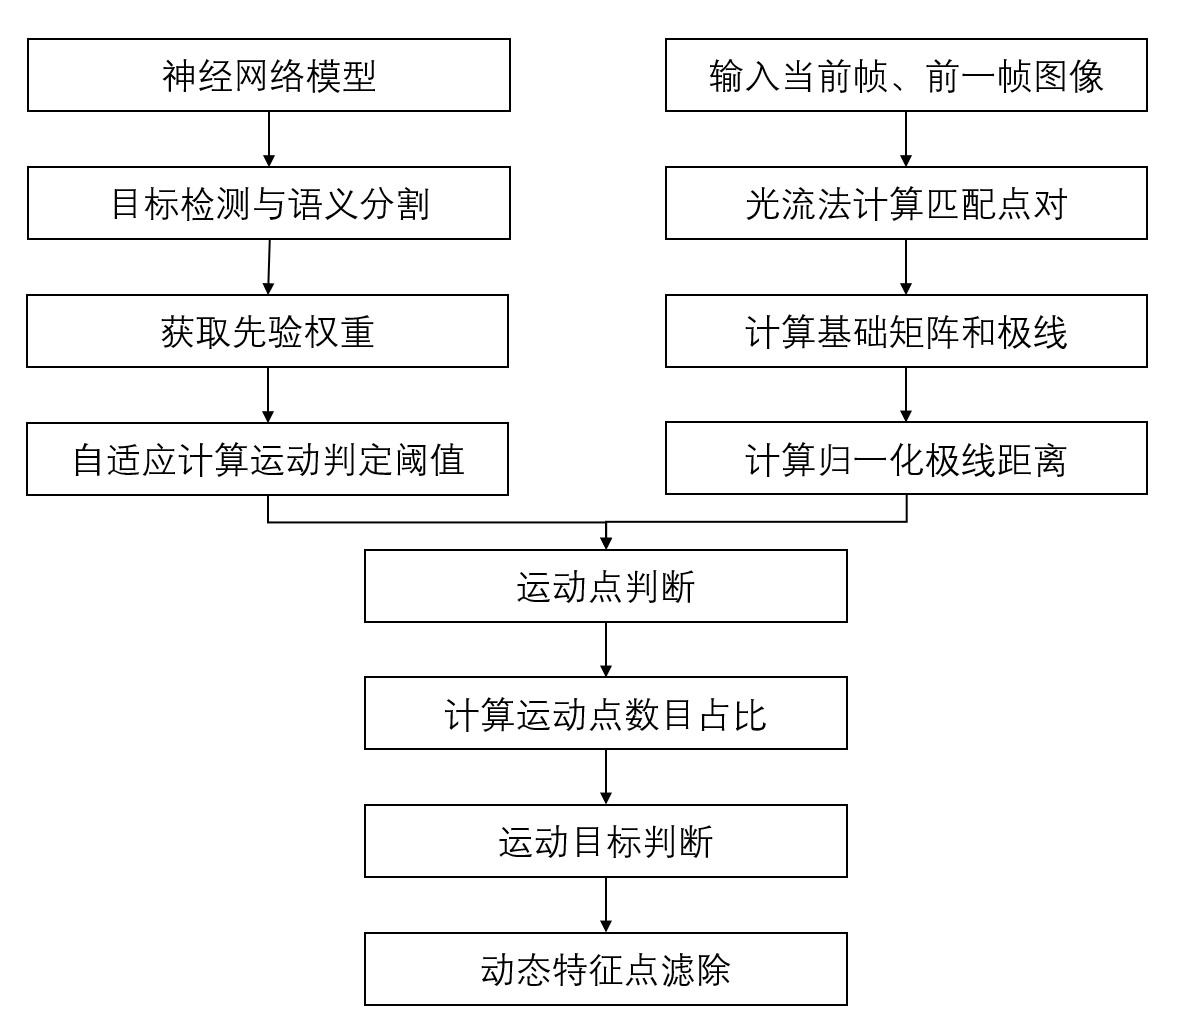 神经网络模型
目标检测与语义分割
获取先验权重
自适应计算运动判定阈值
输入当前帧、前一帧图像
光流法计算匹配点对
计算基础矩阵和极线
计算归一化极线距离
运动点判断
计算运动点数目占比
运动目标判断
动态特征点滤除